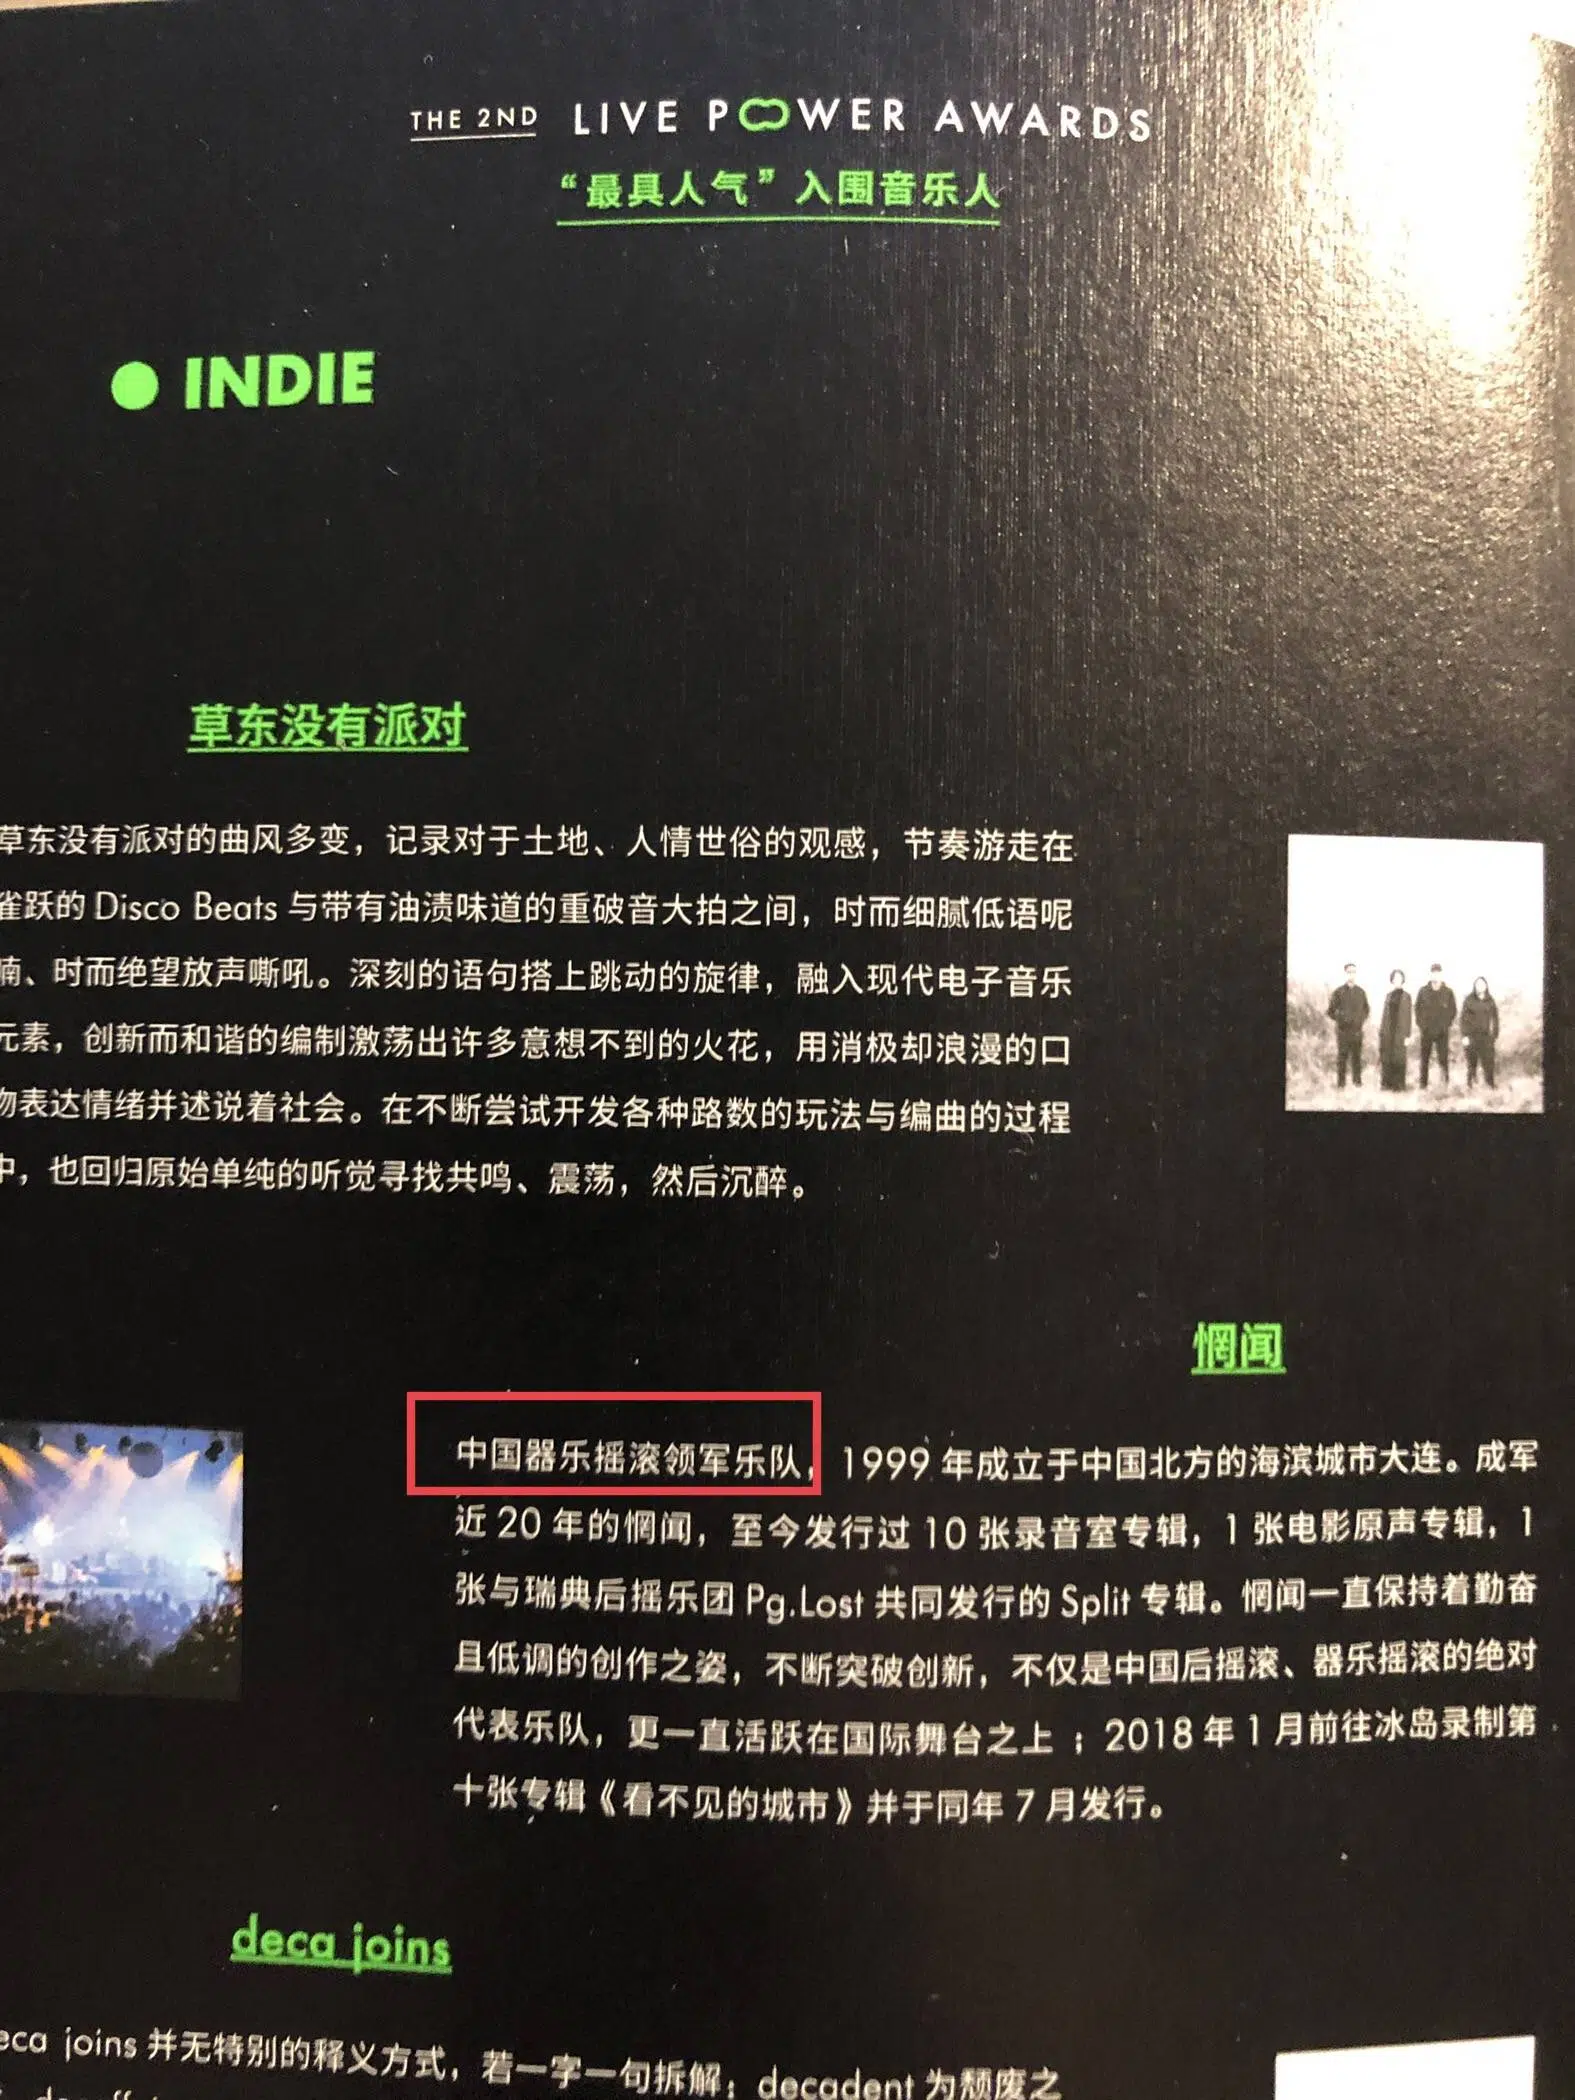 THE 2ND LIVE POWER AWARDS
“最具人气”入围音乐人
INDIE
草东没有派对
草东没有派对的曲风多变，记录对于土地、人情世俗的观感，节奏游走在
雀跃的 Disco Beats 与带有油渍味道的重破音大拍之间，时而细腻低语呢
喃、时而绝望放声嘶吼。深刻的语句搭上跳动的旋律，融入现代电子音乐
元素，创新而和谐的编制激荡出许多意想不到的火花，用消极却浪漫的口
吻表达情绪并述说着社会。在不断尝试开发各种路数的玩法与编曲的过程
中，也回归原始单纯的听觉寻找共鸣、震荡，然后沉醉。
惘闻
中国器乐摇滚领军乐队，1999 年成立于中国北方的海滨城市大连。成军
近 20 年的惘闻，至今发行过 10 张录音室专辑，1 张电影原声专辑，1
张与瑞典后摇乐团 Pg.Lost 共同发行的 Split 专辑。惘闻一直保持着勤奋
且低调的创作之姿，不断突破创新，不仅是中国后摇滚、器乐摇滚的绝对
代表乐队，更一直活跃在国际舞台之上；2018 年 1 月前往冰岛录制第
十张专辑《看不见的城市》并于同年 7 月发行。
deca joins
deca joins 并无特别的释义方式，若一字一句拆解：decadent 为颓废之